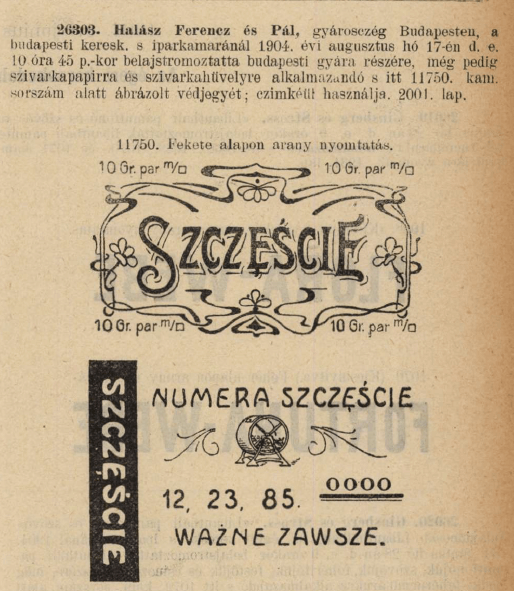 26303. Halász Ferencz és Pál, gyárosczég Budapesten, a
budapesti keresk. s iparkamaránál 1904. évi augusztus hó 17-én d. e.
10 óra 45 p.-kor belajstromoztatta budapesti gyára részére, még pedig
szivarkapapirra és szivarkahüvelyre alkalmazandó s itt 11750. kam.
sorszám alatt ábrázolt védjegyét; czimkéül használja. 2001. lap.
11750. Fekete alapon arany nyomtatás.
10 Gr. par m/□ 10 Gr. par m/□
SZCZĘŚCIE
10 Gr. par m/□ 10 Gr. par m/□
SZCZĘŚCIE
NUMERA SZCZĘŚCIE
12, 23, 85. 0000
WAŻNE ZAWSZE.